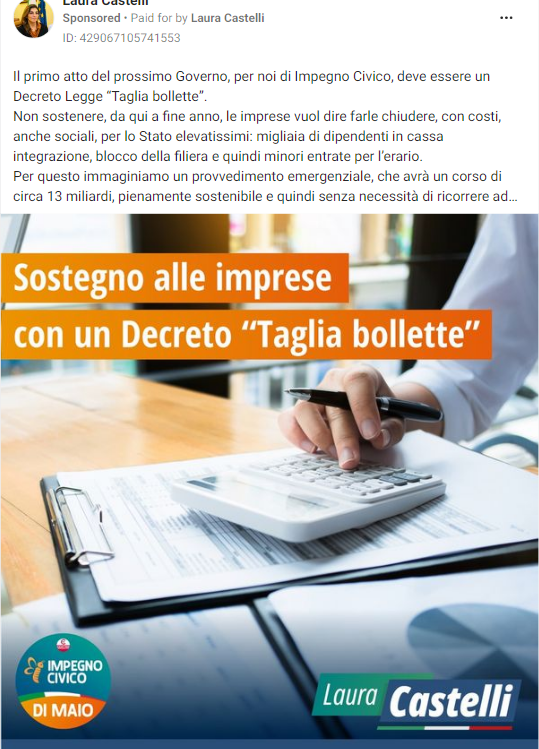 Laura Castelli
Sponsored • Paid for by Laura Castelli
ID: 429067105741553
Il primo atto del prossimo Governo, per noi di Impegno Civico, deve essere un
Decreto Legge “Taglia bollette”.
Non sostenere, da qui a fine anno, le imprese vuol dire farle chiudere, con costi,
anche sociali, per lo Stato elevatissimi: migliaia di dipendenti in cassa
integrazione, blocco della filiera e quindi minori entrate per l’erario.
Per questo immaginiamo un provvedimento emergenziale, che avrà un corso di
circa 13 miliardi, pienamente sostenibile e quindi senza necessità di ricorrere ad...
Sostegno alle imprese
con un Decreto “Taglia bollette”
IMPEGNO
CIVICO
DI MAIO
Laura Castelli